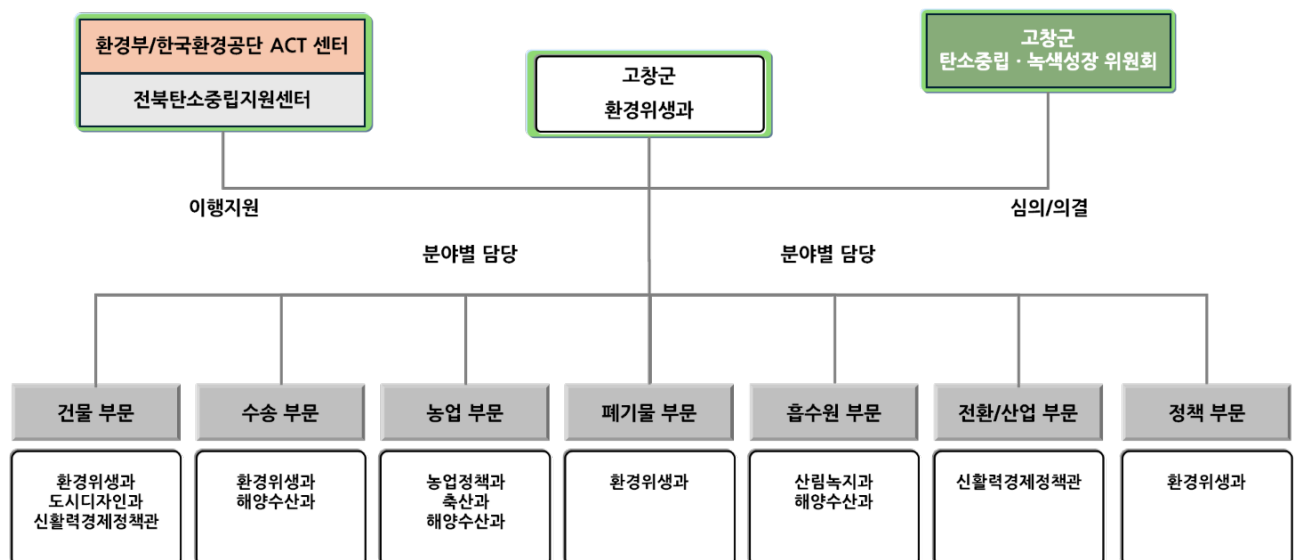 환경부/한국환경공단 ACT 센터
전북탄소중립지원센터
고창군
환경위생과
고창군
탄소중립 · 녹색성장 위원회
이행지원
심의/의결
분야별 담당
분야별 담당
건물 부문
수송 부문
농업 부문
폐기물 부문
흡수원 부문
전환/산업 부문
정책 부문
환경위생과
도시디자인과
신활력경제정책관
환경위생과
해양수산과
농업정책과
축산과
해양수산과
환경위생과
산림녹지과
해양수산과
신활력경제정책관
환경위생과